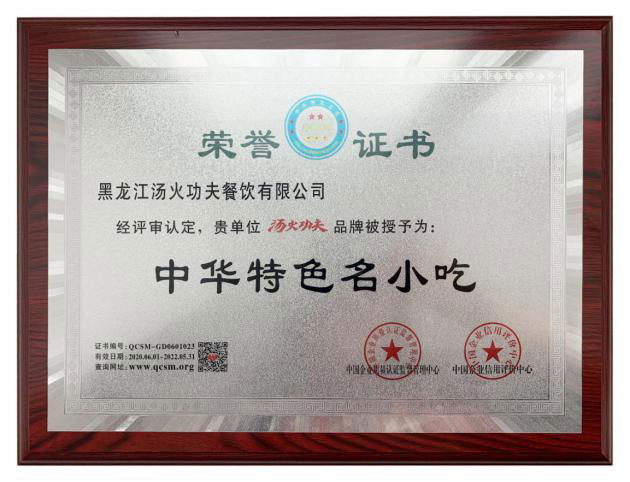 荣誉证书
黑龙江汤火功夫餐饮有限公司
经评审认定，贵单位 汤火功夫 品牌被授予为：
中华特色名小吃
证书编号：QCSM-GD0601023
有效日期：2020.06.01-2022.05.31
查询网址：www.qcsm.org
中国企业质量认证监督管理中心
中国企业信用评价中心